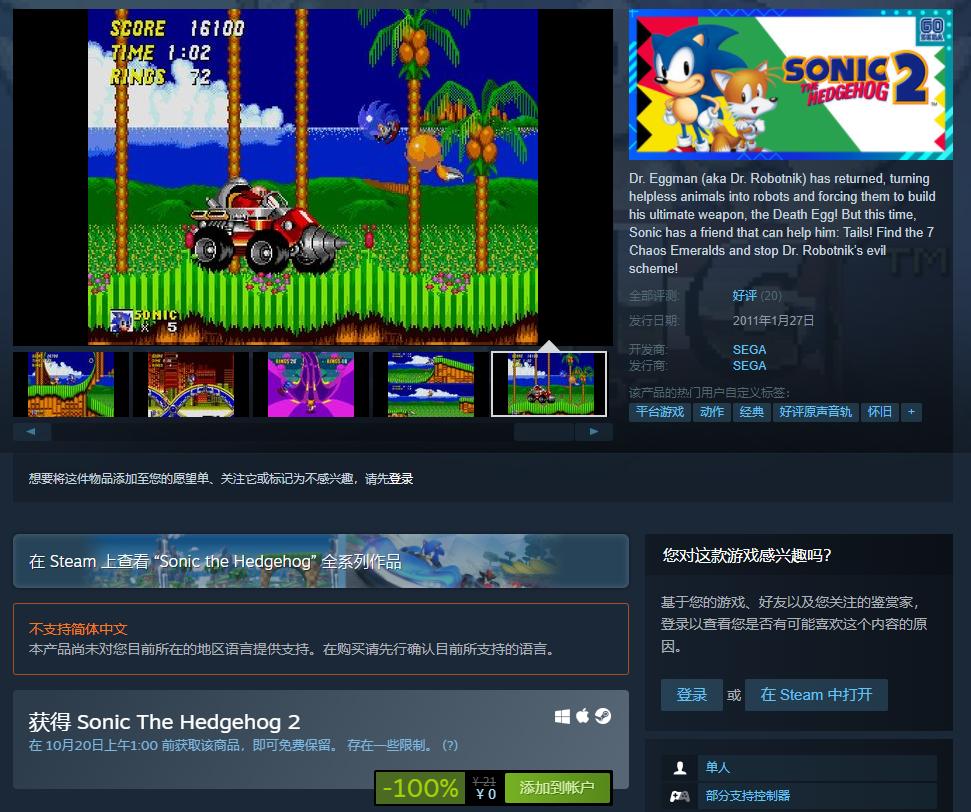 SCORE 16100
TIME 1:02
RINGS 72
SONIC
X 5
GO
SEGA
SONIC
THE
HEDGEHOG 2
TM
Dr. Eggman (aka Dr. Robotnik) has returned, turning
helpless animals into robots and forcing them to build
his ultimate weapon, the Death Egg! But this time,
Sonic has a friend that can help him: Tails! Find the 7
Chaos Emeralds and stop Dr. Robotnik's evil
scheme!
全部评测: 好评 (20)
发行日期: 2011年1月27日
开发商: SEGA
发行商: SEGA
该产品的热门用户自定义标签:
平台游戏 动作 经典 好评原声音轨 怀旧 +
想要将这件物品添加至您的愿望单、关注它或标记为不感兴趣，请先登录
在 Steam 上查看 “Sonic the Hedgehog” 全系列作品
不支持简体中文
本产品尚未对您目前所在的地区语言提供支持。在购买请先行确认目前所支持的语言。
获得 Sonic The Hedgehog 2
在 10月20日上午1:00 前获取该商品，即可免费保留。 存在一些限制。 (?)
-100% ¥ 21
¥ 0
添加到帐户
您对这款游戏感兴趣吗?
基于您的游戏、好友以及您关注的鉴赏家，
登录以查看您是否有可能喜欢这个内容的原
因。
登录 或 在 Steam 中打开
单人
部分支持控制器